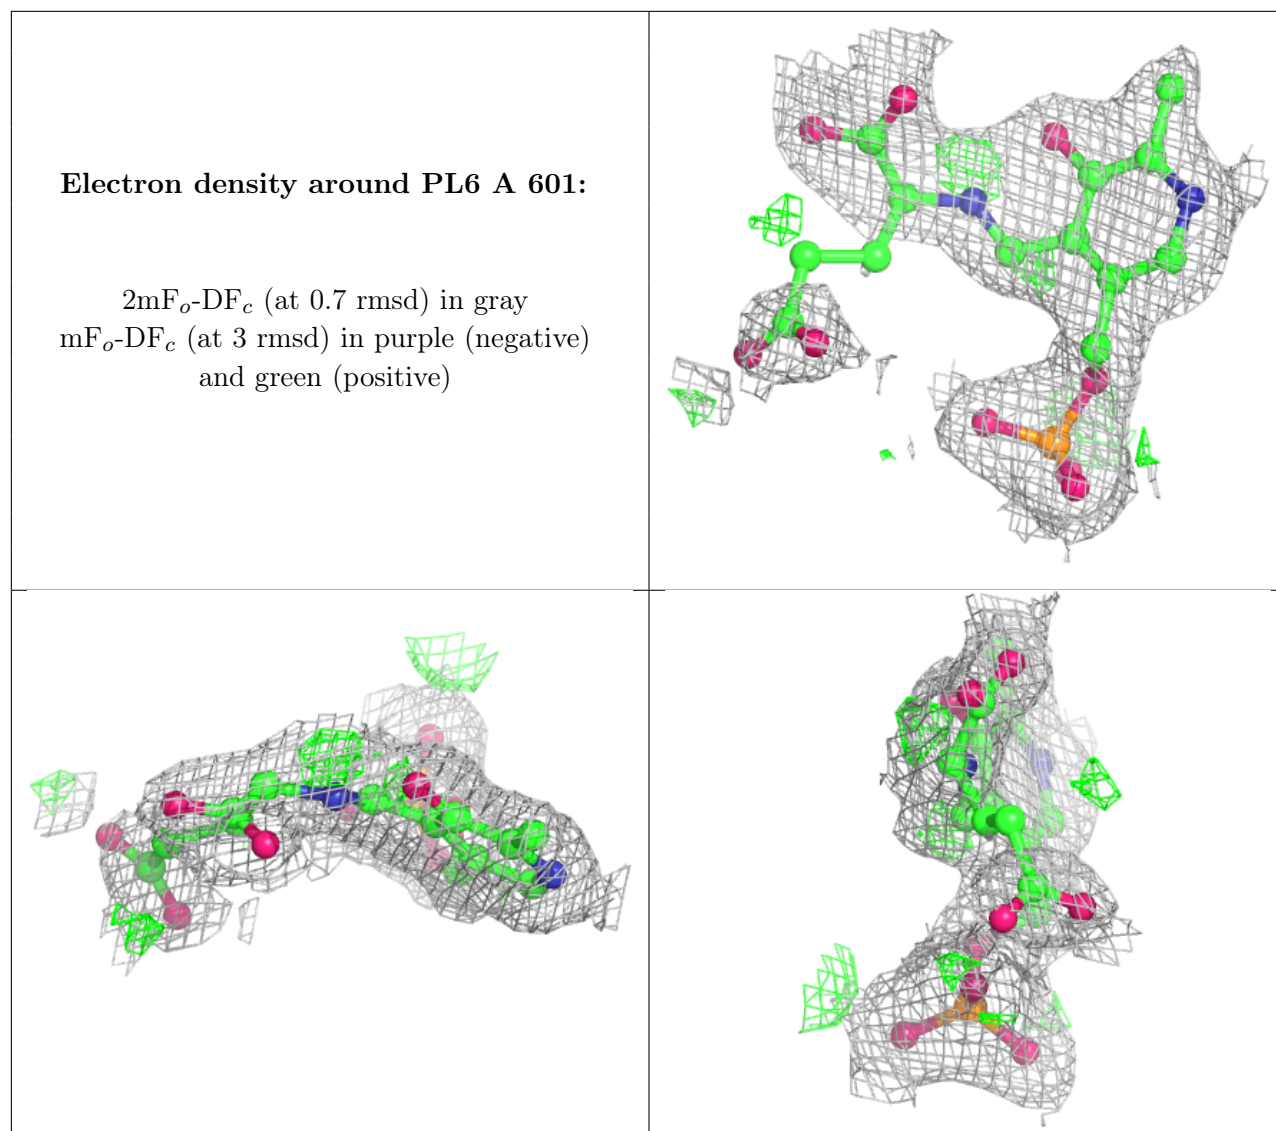 Electron density around PL6 A 601:
2mFo-DFc (at 0.7 rmsd) in gray
mFo-DFc (at 3 rmsd) in purple (negative)
and green (positive)